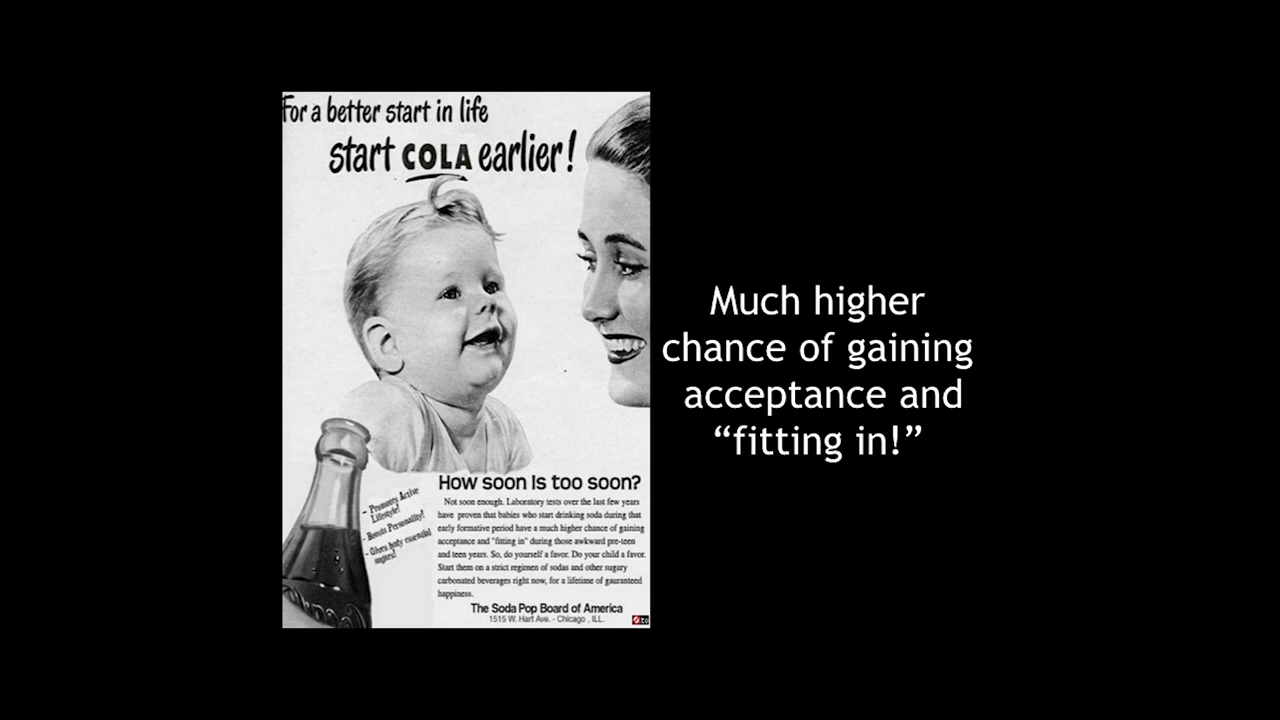 For a better start in life
start COLA earlier!
- Promotes Active
Lifestyle!
- Boosts Personality!
- Gives body essential
sugars!
How soon is too soon?
Not soon enough. Laboratory tests over the last few years
have proven that babies who start drinking soda during that
early formative period have a much higher chance of gaining
acceptance and "fitting in" during those awkward pre-teen
and teen years. So, do yourself a favor. Do your child a favor.
Start them on a strict regimen of sodas and other sugary
carbonated beverages right now, for a lifetime of gauranteed
happiness.
The Soda Pop Board of America
1515 W. Hart Ave. - Chicago , ILL.
Much higher
chance of gaining
acceptance and
“fitting in!”